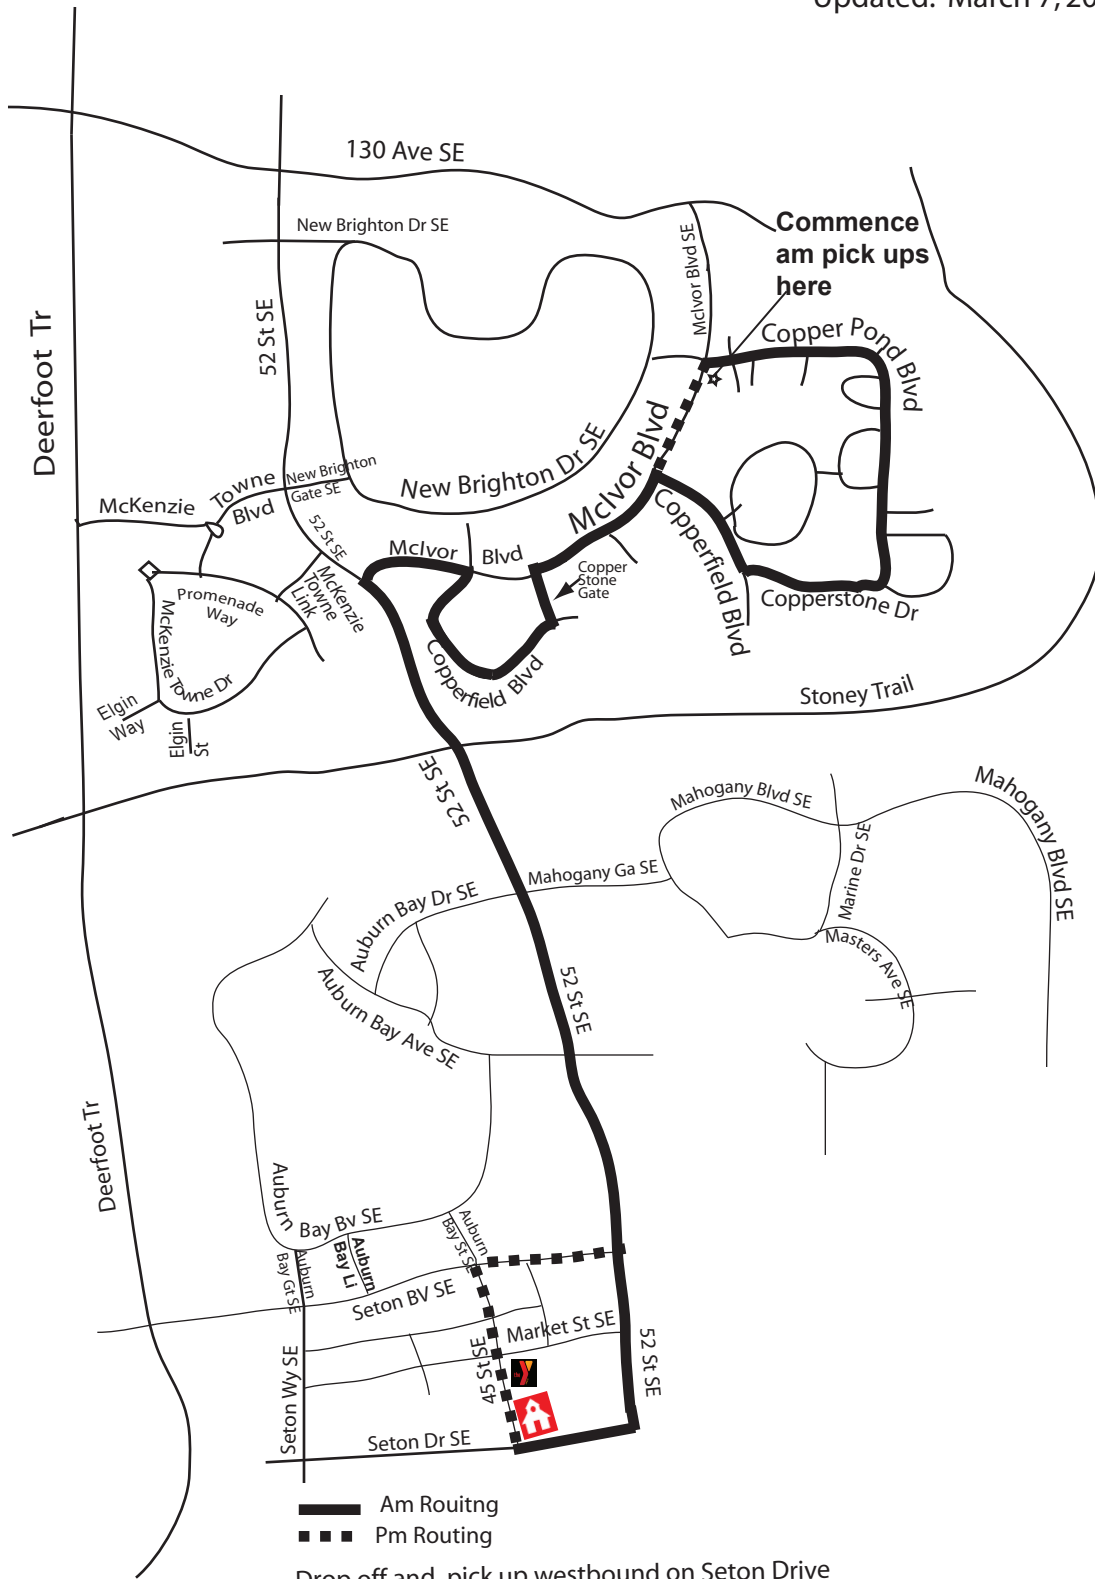 Updated: March 7, 20
130 Ave SE
New Brighton Dr SE
McIvor Blvd SE
Commence
am pick ups
here
52 St SE
Deerfoot Tr
Copper Pond Blvd
McIvor Blvd
New Brighton Dr SE
New Brighton
Gate SE
McKenzie Towne
Blvd
52 St SE
McIvor Blvd
Copper
Stone
Gate
Copperfield Blvd
Copperstone Dr
McKenzie
Towne
Link
Promenade
Way
McKenzie Towne Dr
Copperfield Blvd
Elgin
Way
Elgin
St
Stoney Trail
52 St SE
Mahogany Blvd SE
Mahogany Blvd SE
Marine Dr SE
Mahogany Ga SE
Auburn Bay Dr SE
Masters Ave SE
Auburn Bay Ave SE
52 St SE
Deerfoot Tr
Auburn
Bay Bv SE
Auburn
Bay St SE
Auburn
Bay Li
Auburn
Bay Gt SE
Seton BV SE
Market St SE
45 St SE
52 St SE
Seton Wy SE
Seton Dr SE
Am Rouitng
Pm Routing
Drop off and pick up westbound on Seton Drive